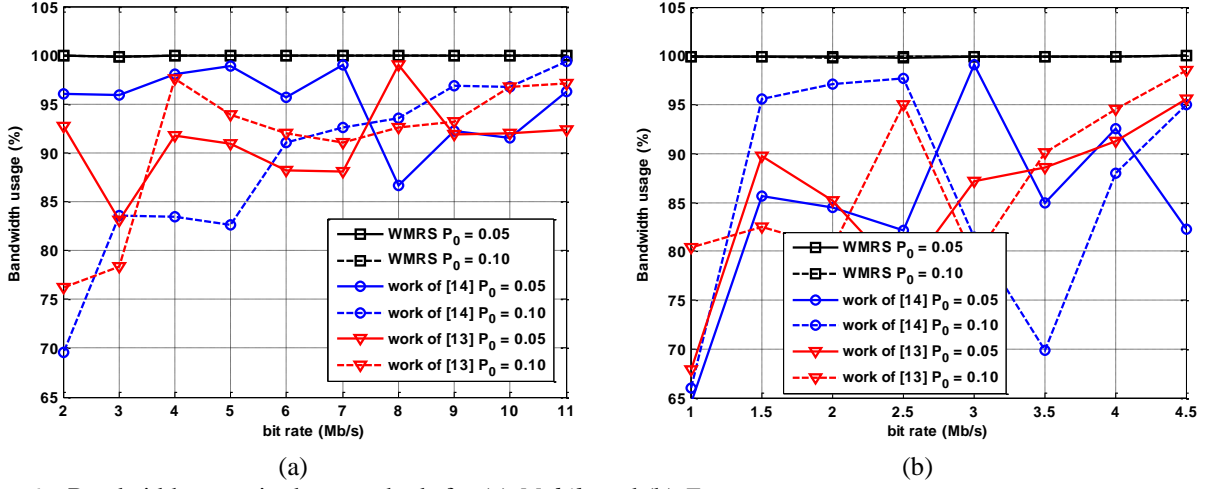 105
100
95
90
85
80
75
70
65
2 3 4 5 6 7 8 9 10 11
bit rate (Mb/s)
Bandwidth usage (%)
WMRS P0 = 0.05
WMRS P0 = 0.10
work of [14] P0 = 0.05
work of [14] P0 = 0.10
work of [13] P0 = 0.05
work of [13] P0 = 0.10
(a)
105
100
95
90
85
80
75
70
65
1 1.5 2 2.5 3 3.5 4 4.5
bit rate (Mb/s)
Bandwidth usage (%)
WMRS P0 = 0.05
WMRS P0 = 0.10
work of [14] P0 = 0.05
work of [14] P0 = 0.10
work of [13] P0 = 0.05
work of [13] P0 = 0.10
(b)